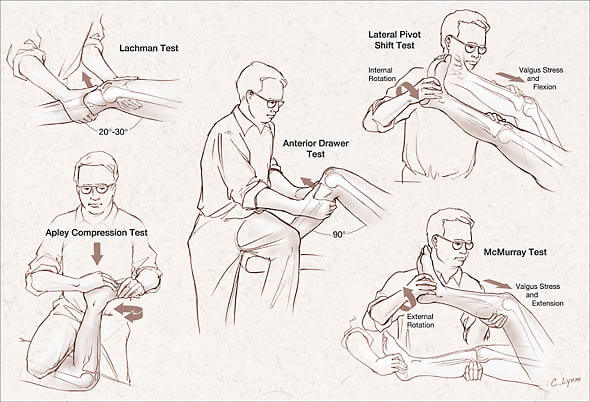 Lachman Test
20°-30°
Apley Compression Test
Anterior Drawer
Test
90°
Lateral Pivot
Shift Test
Internal
Rotation
Valgus Stress
and
Flexion
McMurray Test
Valgus Stress
and
Extension
External
Rotation
C. Lynm